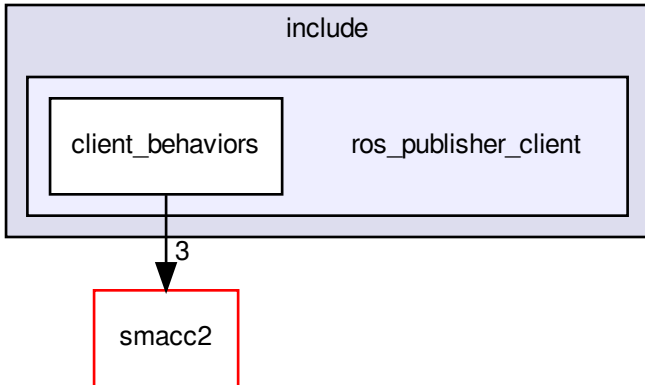 include
client_behaviors
ros_publisher_client
3
smacc2